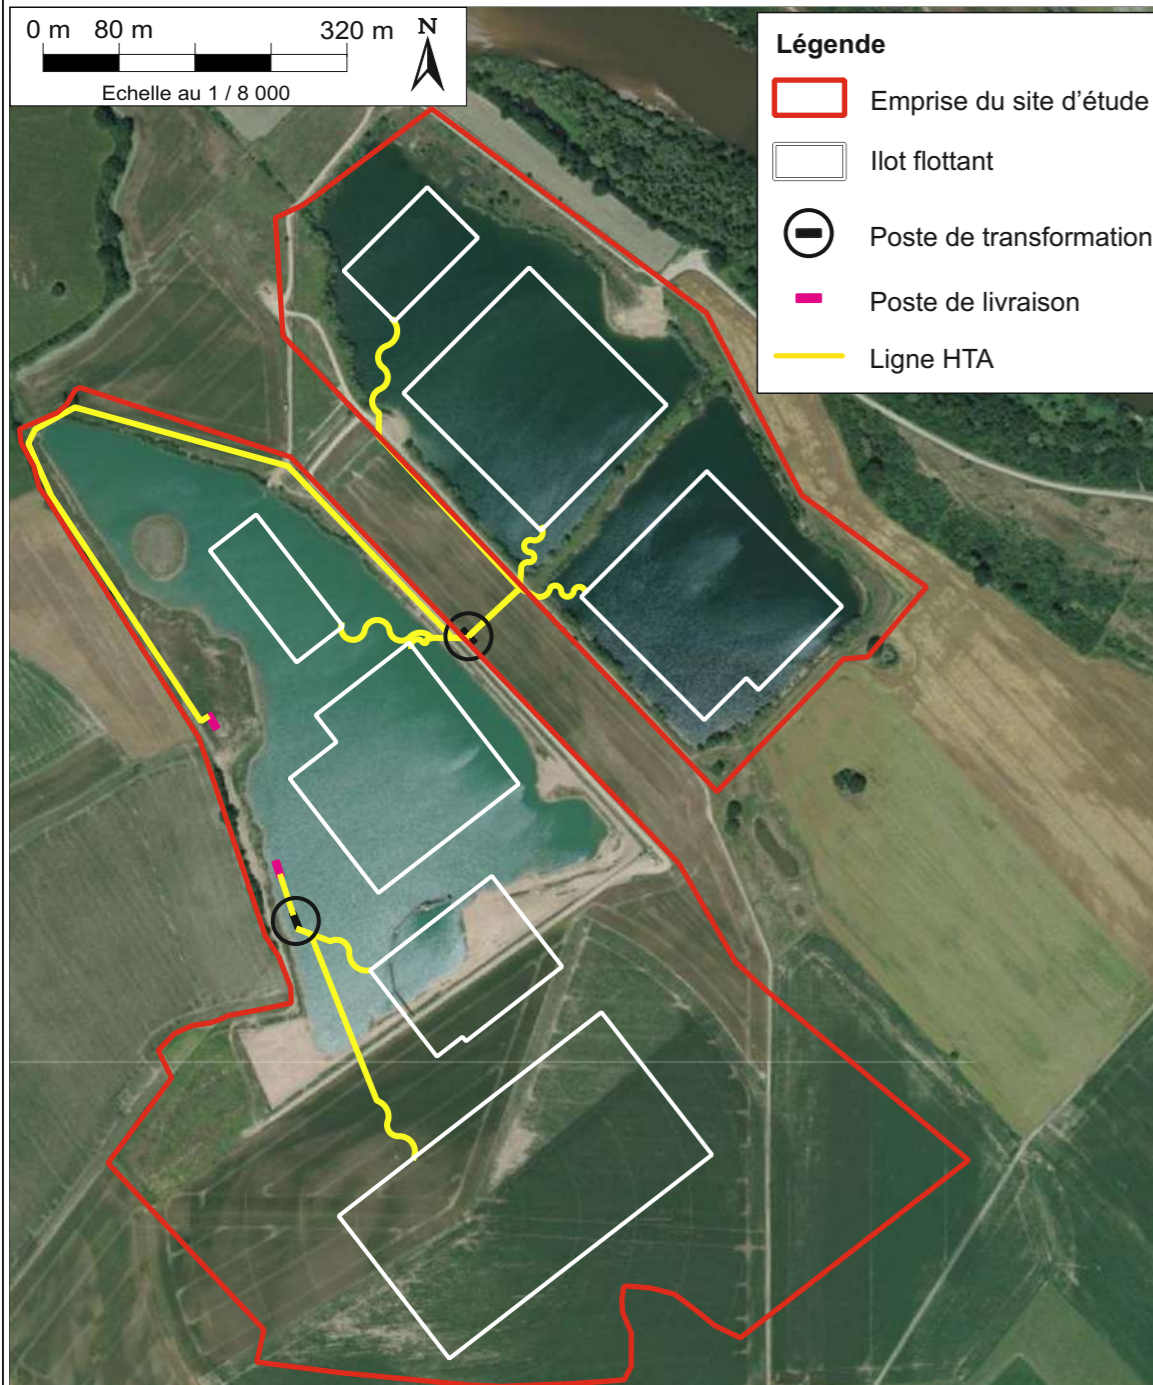 0 m 80 m 320 m
N
Echelle au 1 / 8 000
Légende
Emprise du site d'étude
Ilot flottant
Poste de transformation
Poste de livraison
Ligne HTA